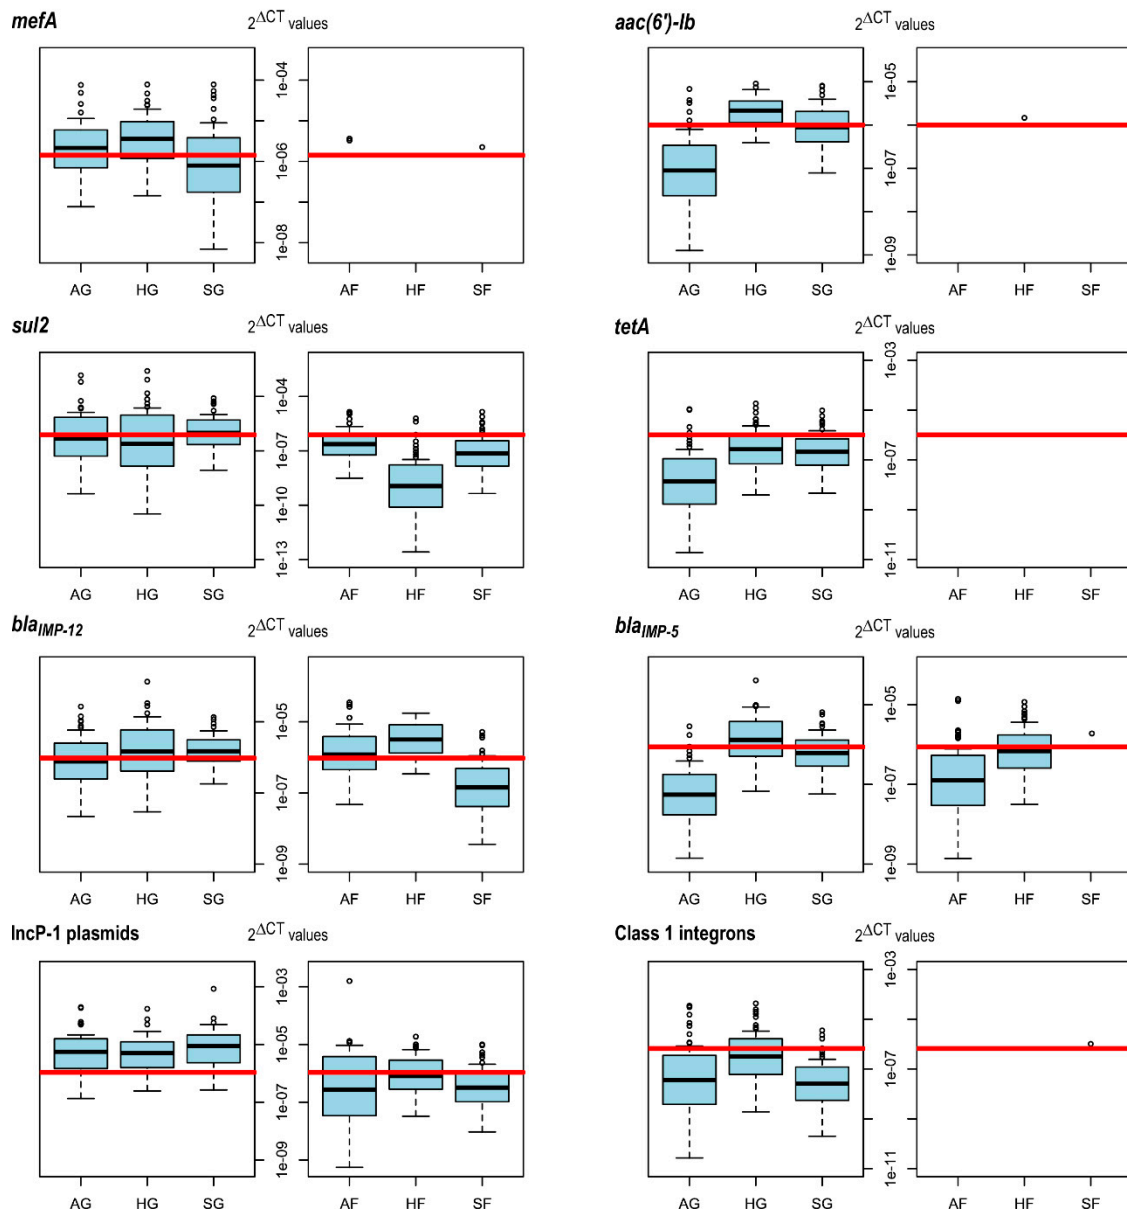 mefA 2ΔCT values
1e-04
1e-06
1e-08
AG HG SG AF HF SF
aac(6')-Ib 2ΔCT values
1e-05
1e-07
1e-09
AG HG SG AF HF SF
sul2 2ΔCT values
1e-04
1e-07
1e-10
1e-13
AG HG SG AF HF SF
tetA 2ΔCT values
1e-03
1e-07
1e-11
AG HG SG AF HF SF
blaIMP-12 2ΔCT values
1e-05
1e-07
1e-09
AG HG SG AF HF SF
blaIMP-5 2ΔCT values
1e-05
1e-07
1e-09
AG HG SG AF HF SF
IncP-1 plasmids 2ΔCT values
1e-03
1e-05
1e-07
1e-09
AG HG SG AF HF SF
Class 1 integrons 2ΔCT values
1e-03
1e-07
1e-11
AG HG SG AF HF SF